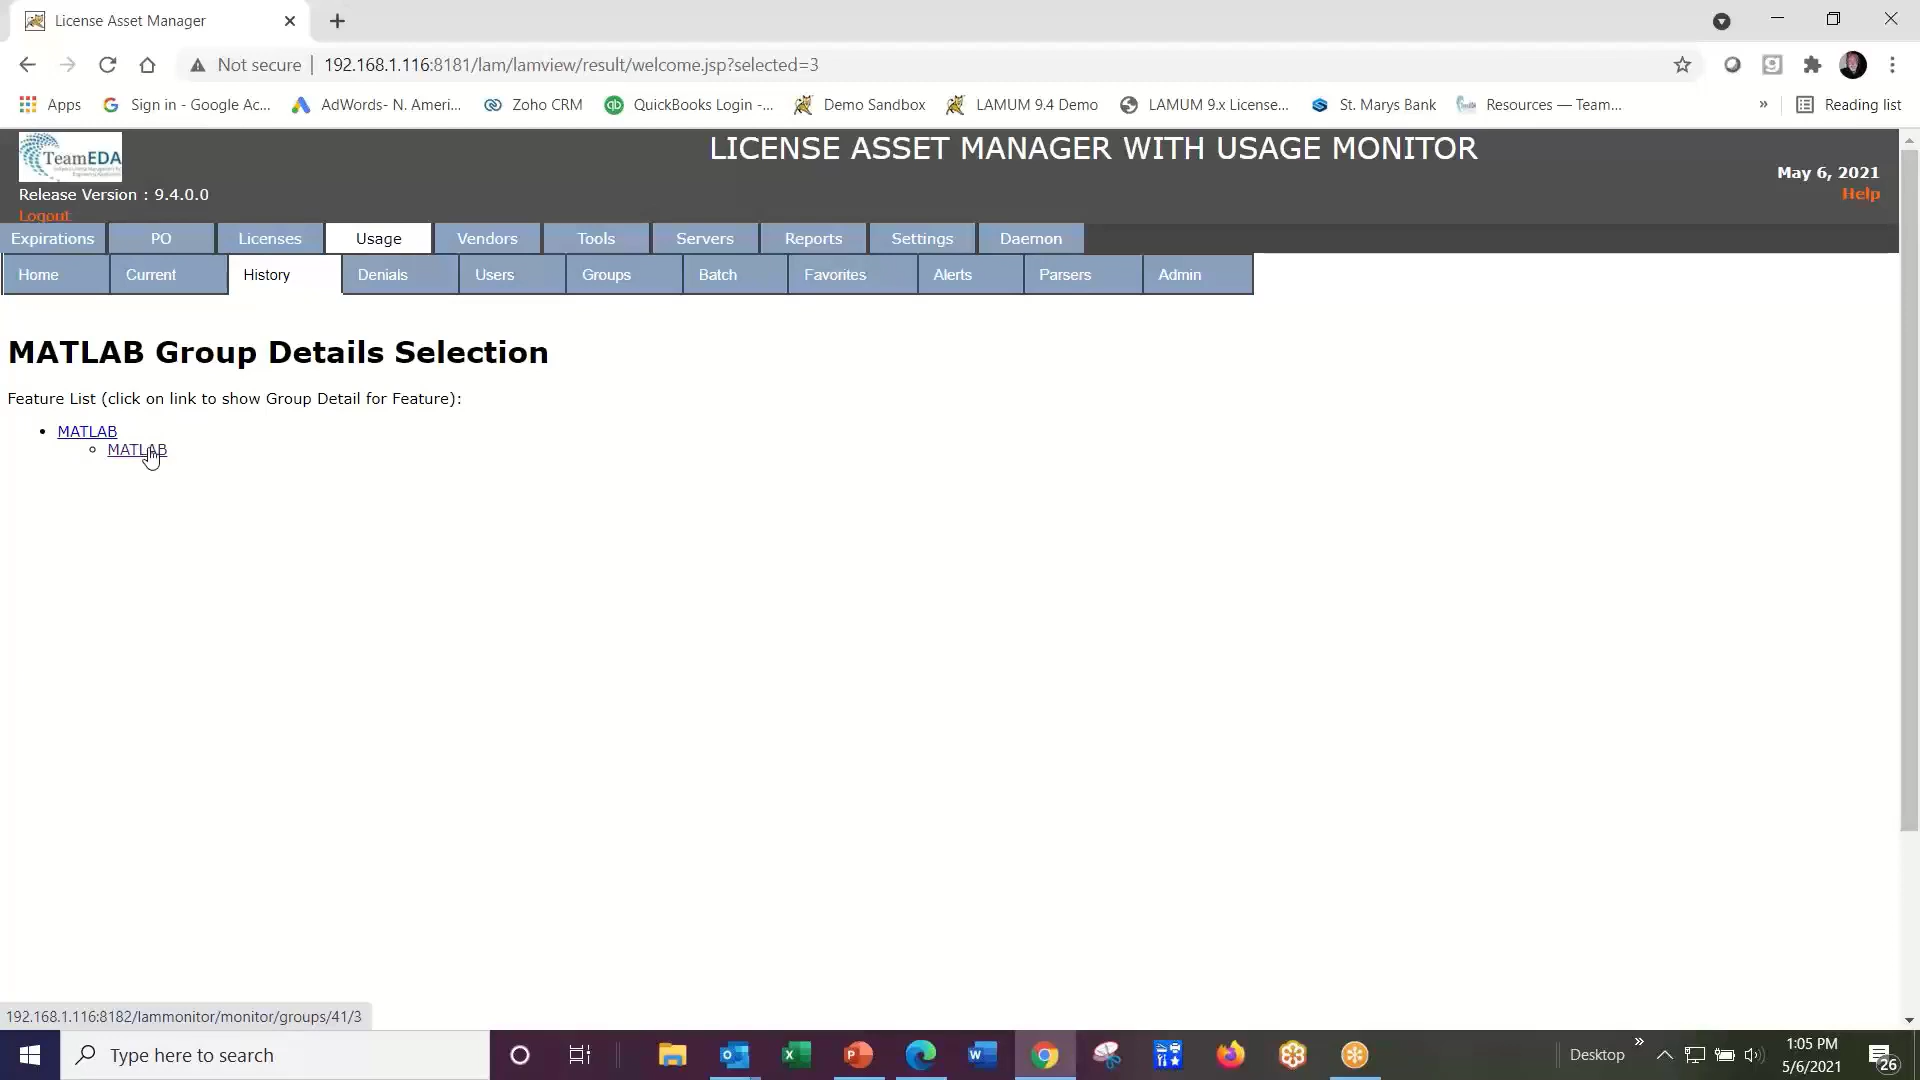 License Asset Manager
Not secure | 192.168.1.116:8181/lam/lamview/result/welcome.jsp?selected=3
Apps Sign in - Google Ac... AdWords- N. Ameri... Zoho CRM QuickBooks Login -... Demo Sandbox LAMUM 9.4 Demo LAMUM 9.x License... St. Marys Bank Resources — Team... » Reading list
TeamEDA
LICENSE ASSET MANAGER WITH USAGE MONITOR
May 6, 2021
Release Version : 9.4.0.0
Help
Logout
Expirations PO Licenses Usage Vendors Tools Servers Reports Settings Daemon
Home Current History Denials Users Groups Batch Favorites Alerts Parsers Admin
MATLAB Group Details Selection
Feature List (click on link to show Group Detail for Feature):
MATLAB
MATLAB
192.168.1.116:8182/lammonitor/monitor/groups/41/3
Type here to search
Desktop
1:05 PM
5/6/2021
26